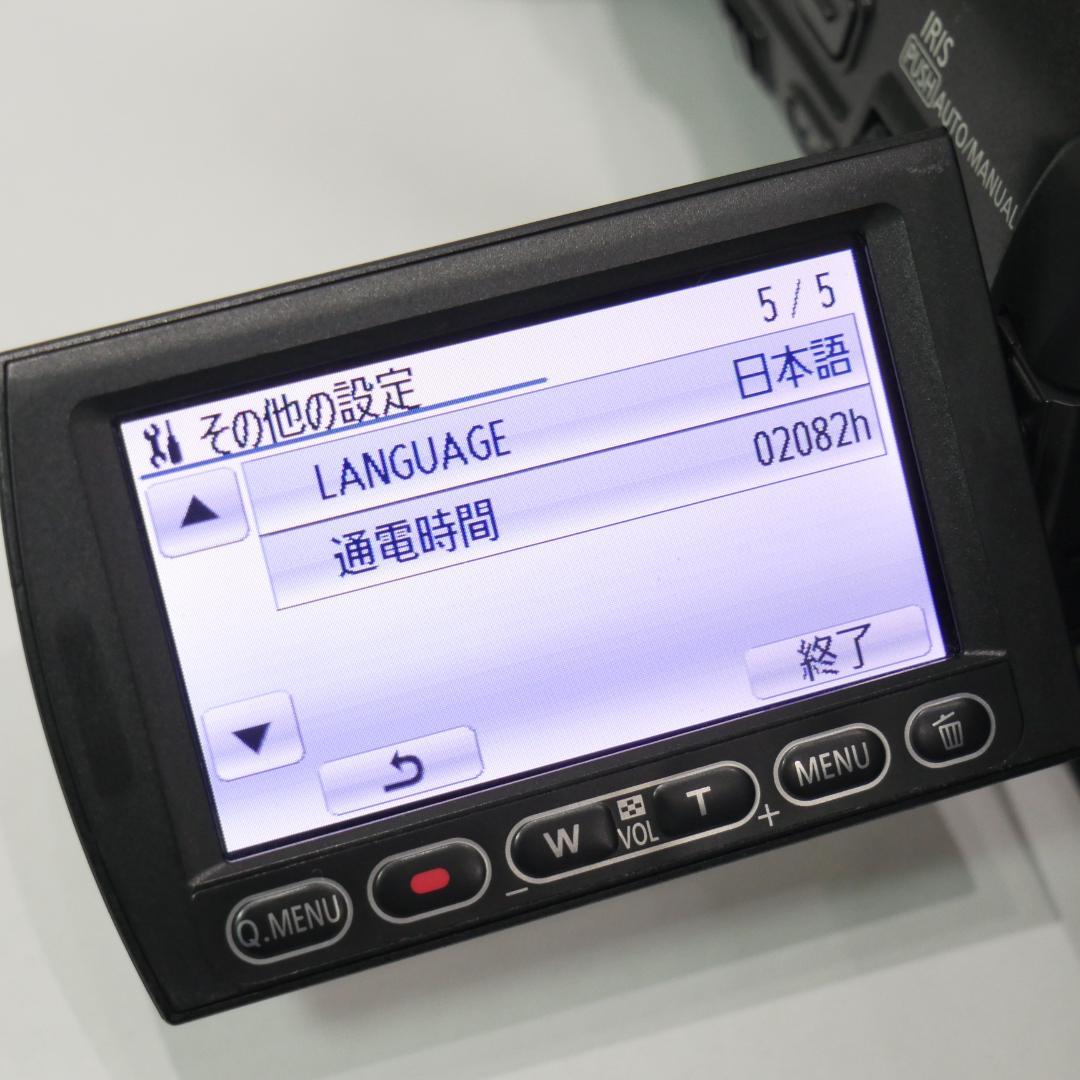 IRIS
PUSH AUTO/MANUAL
5 / 5
その他の設定
LANGUAGE 日本語
通電時間 02082h
終了
Q.MENU
− W VOL T +
MENU